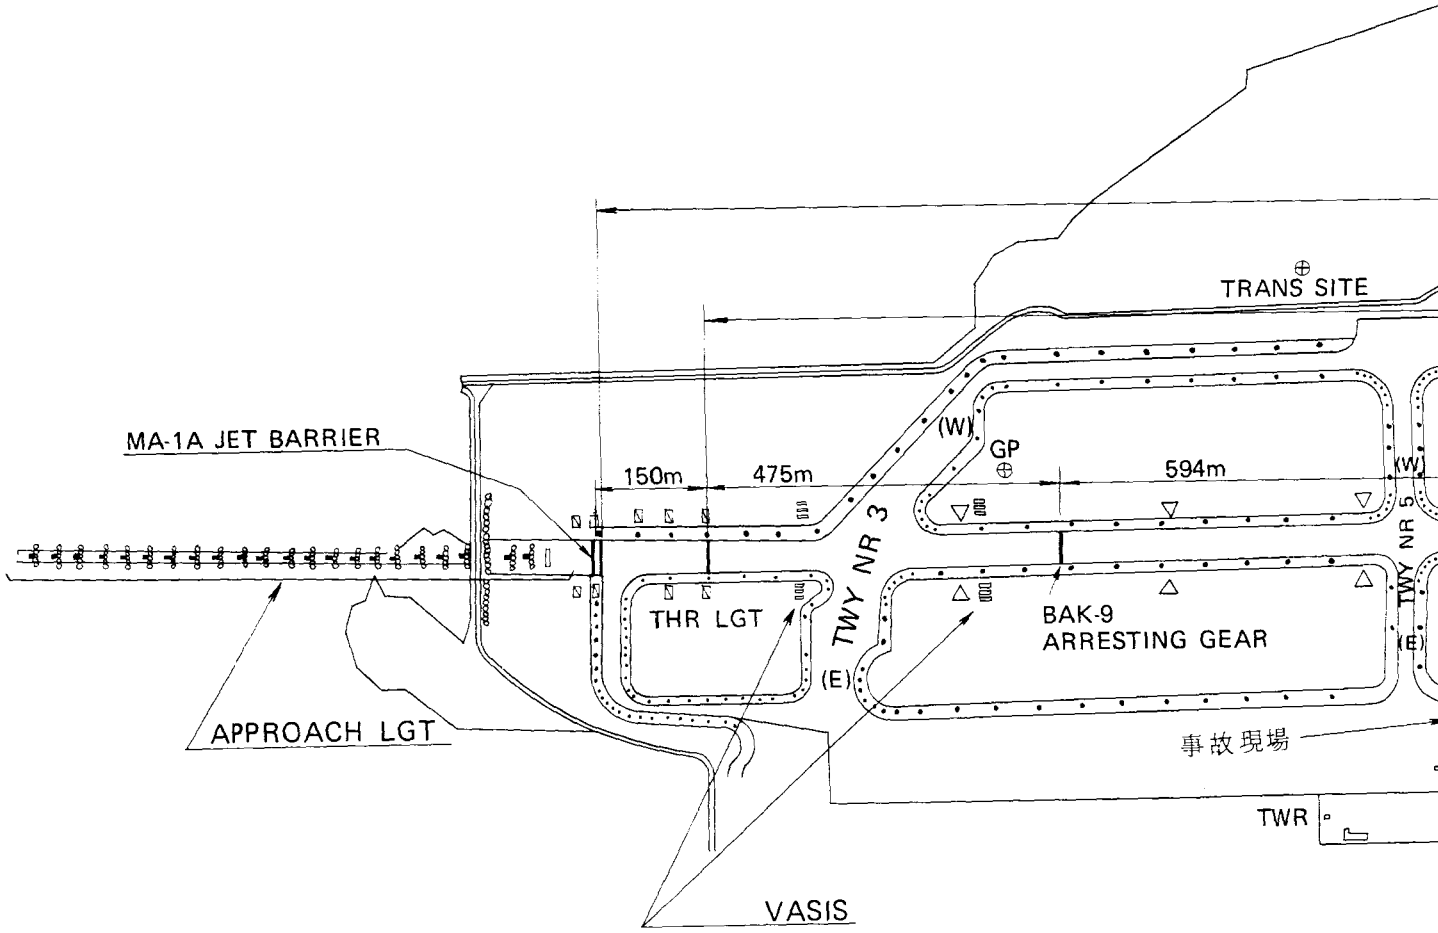 TRANS SITE
MA-1A JET BARRIER
(W)
GP
150m
475m
594m
(W)
TWY NR 3
TWY NR 5
THR LGT
BAK-9
ARRESTING GEAR
(E)
(E)
APPROACH LGT
事故現場
TWR
VASIS